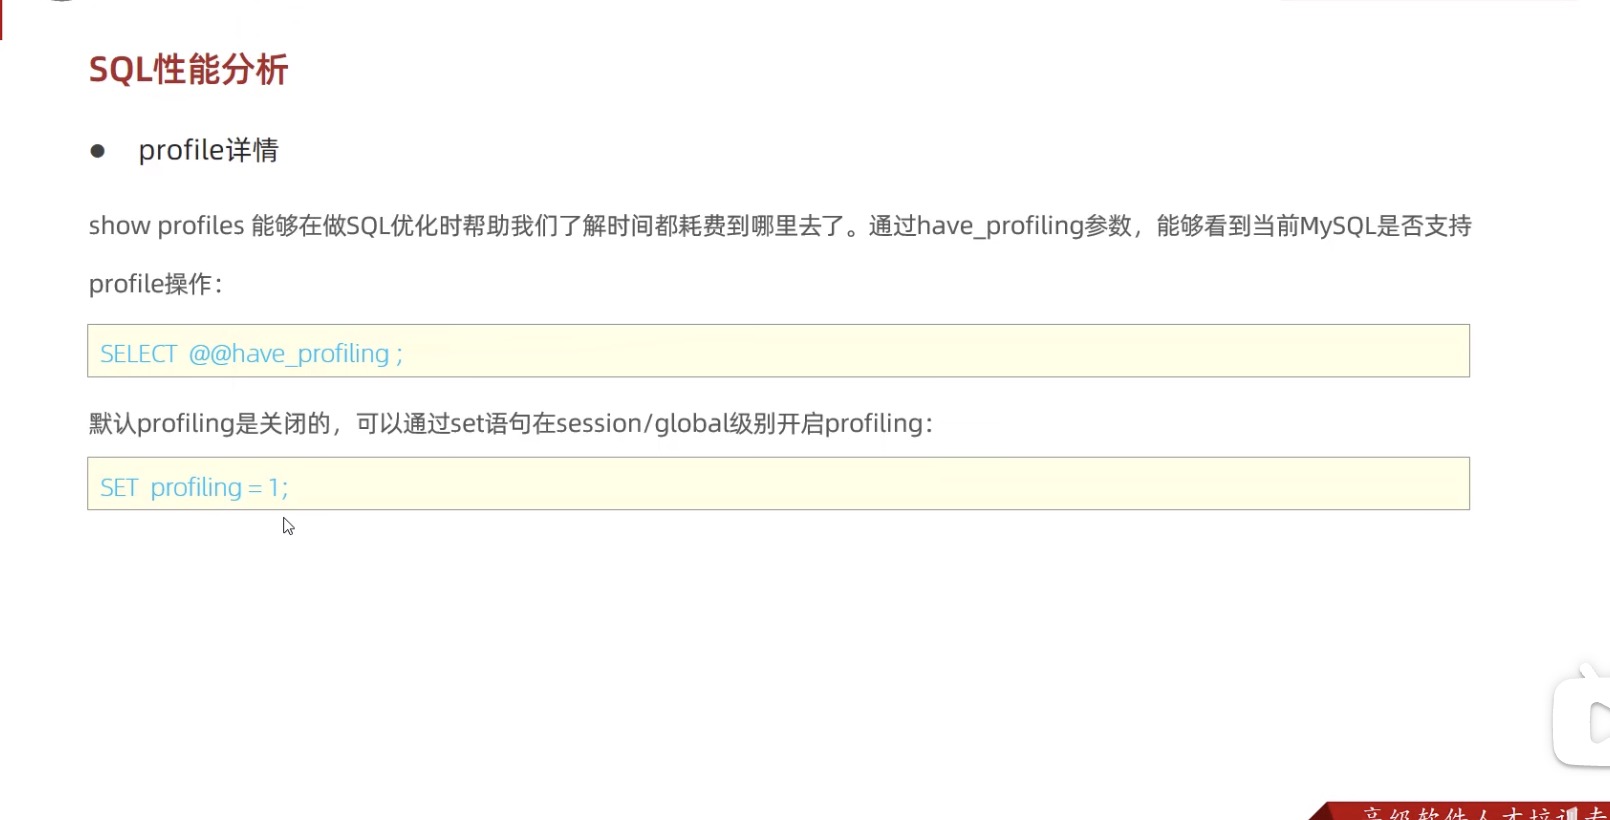 SQL性能分析
● profile详情
show profiles 能够在做SQL优化时帮助我们了解时间都耗费到哪里去了。通过have_profiling参数，能够看到当前MySQL是否支持
profile操作：
SELECT @@have_profiling ;
默认profiling是关闭的，可以通过set语句在session/global级别开启profiling：
SET profiling = 1;
高级软件人才培训专